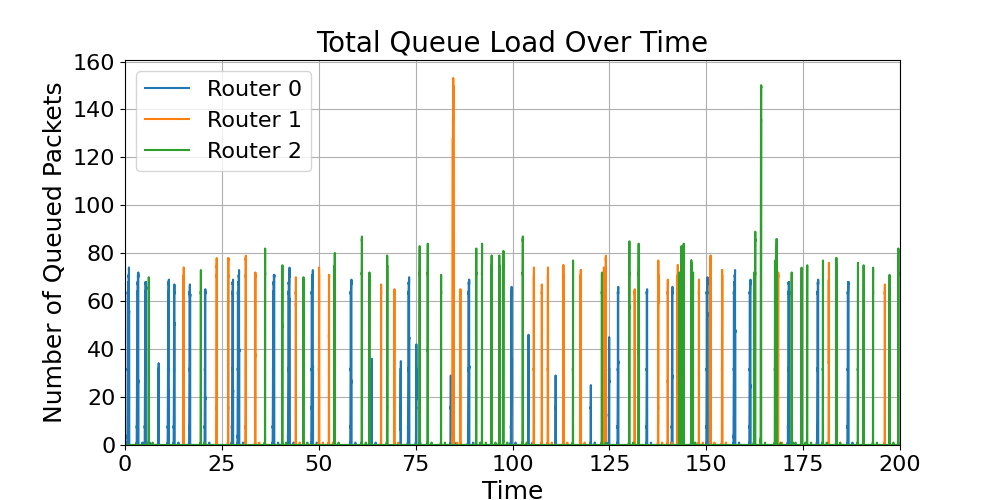 Total Queue Load Over Time
Number of Queued Packets
160
140
120
100
80
60
40
20
0
Router 0
Router 1
Router 2
0 25 50 75 100 125 150 175 200
Time